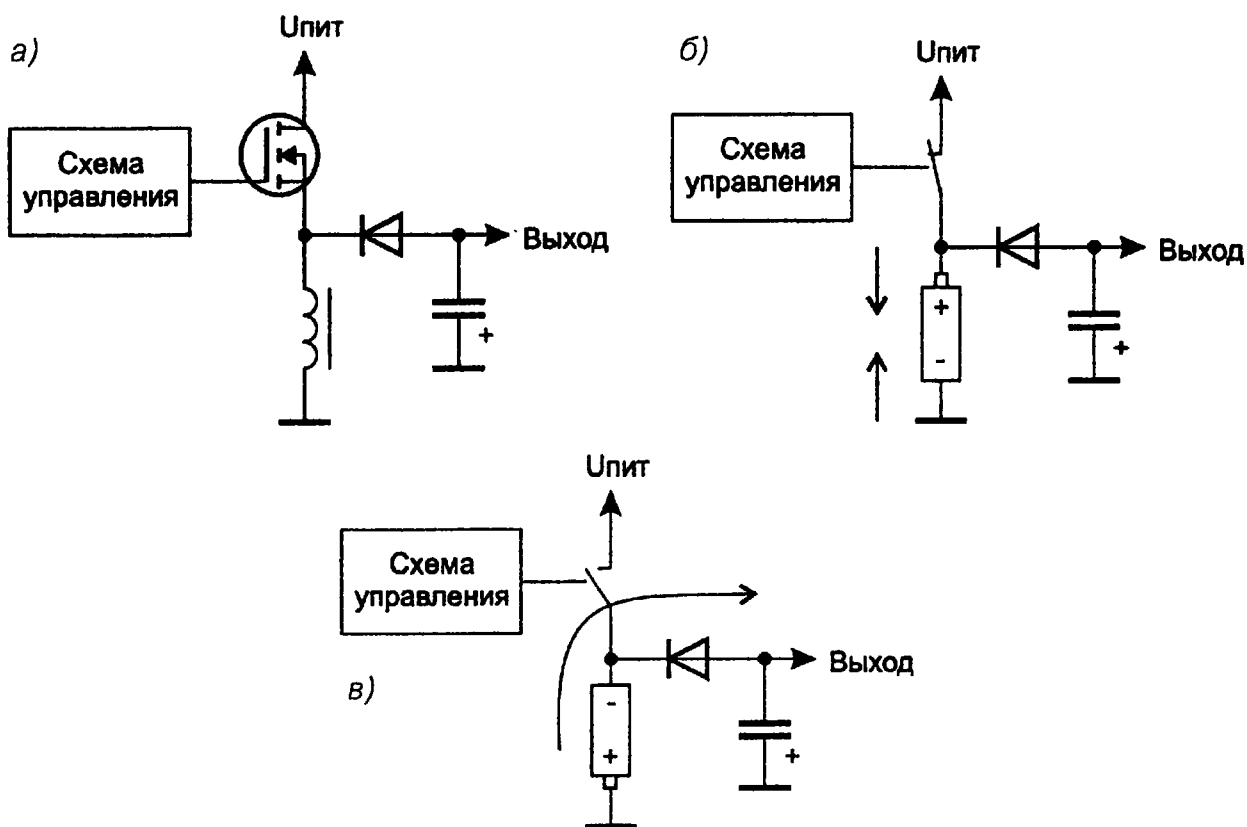 а)
Uпит
Схема
управления
Выход
+
б)
Uпит
Схема
управления
Выход
+
-
+
в)
Uпит
Схема
управления
Выход
-
+
+